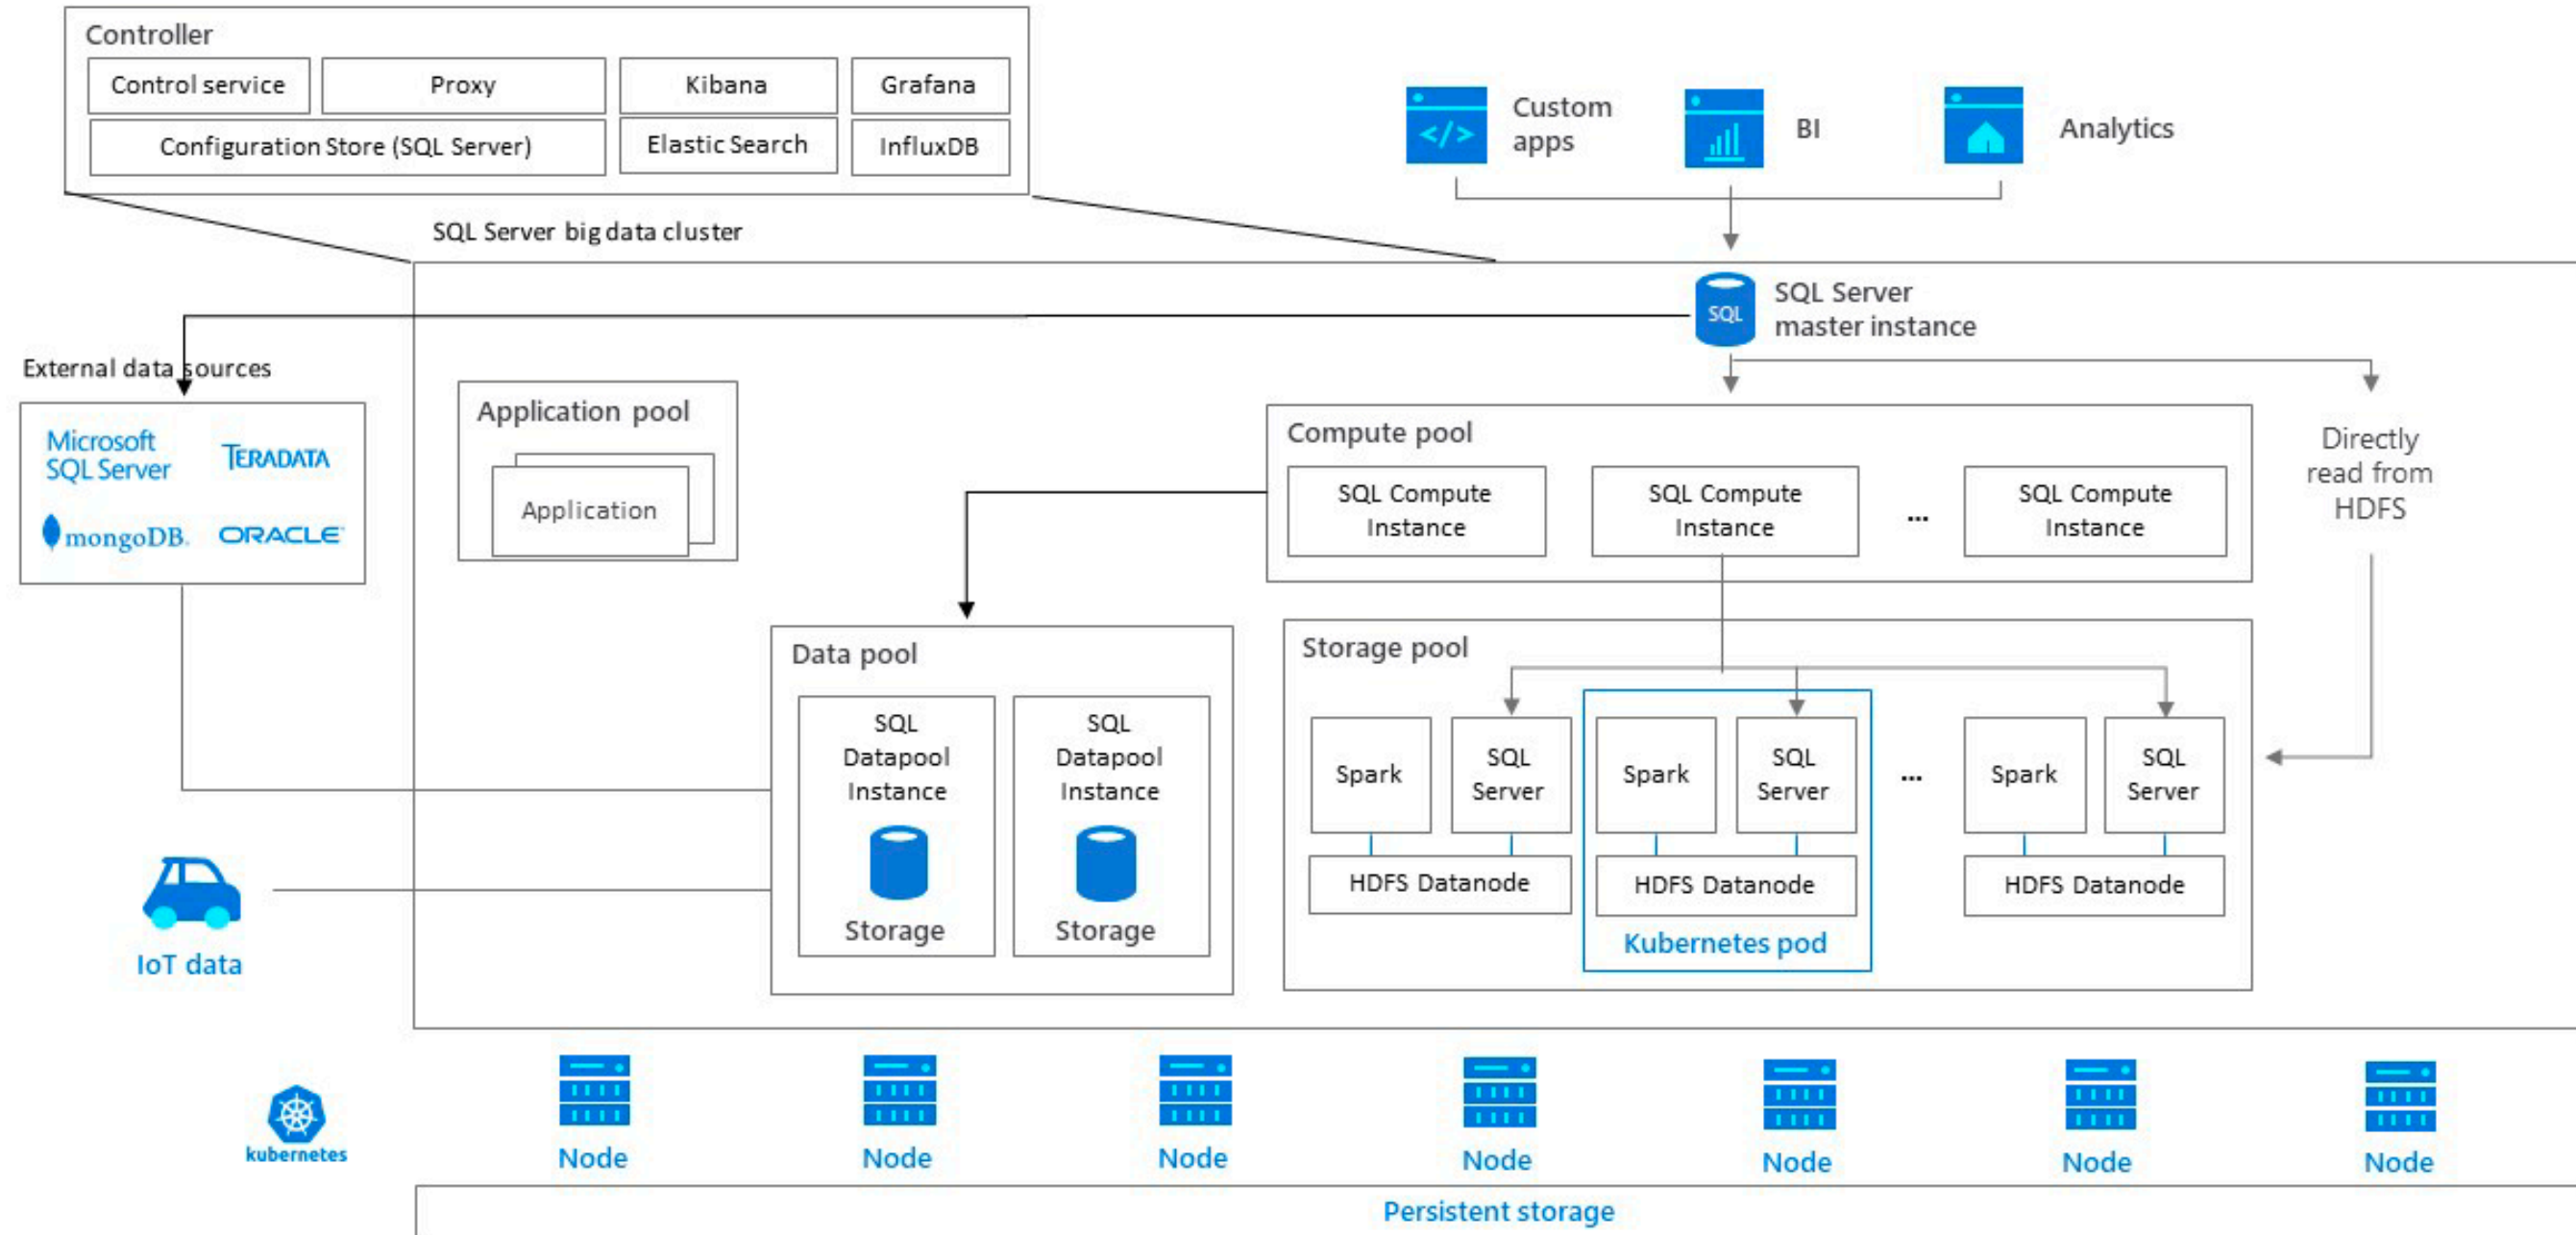 Controller
Control service
Proxy
Kibana
Grafana
Configuration Store (SQL Server)
Elastic Search
InfluxDB
Custom
apps
BI
Analytics
SQL Server big data cluster
SQL
SQL Server
master instance
External data sources
Microsoft
SQL Server
TERADATA
mongoDB.
ORACLE
Application pool
Application
Compute pool
SQL Compute
Instance
SQL Compute
Instance
...
SQL Compute
Instance
Directly
read from
HDFS
Data pool
SQL
Datapool
Instance
Storage
SQL
Datapool
Instance
Storage
Storage pool
Spark
SQL
Server
HDFS Datanode
Spark
SQL
Server
HDFS Datanode
Kubernetes pod
...
Spark
SQL
Server
HDFS Datanode
IoT data
kubernetes
Node
Node
Node
Node
Node
Node
Node
Persistent storage